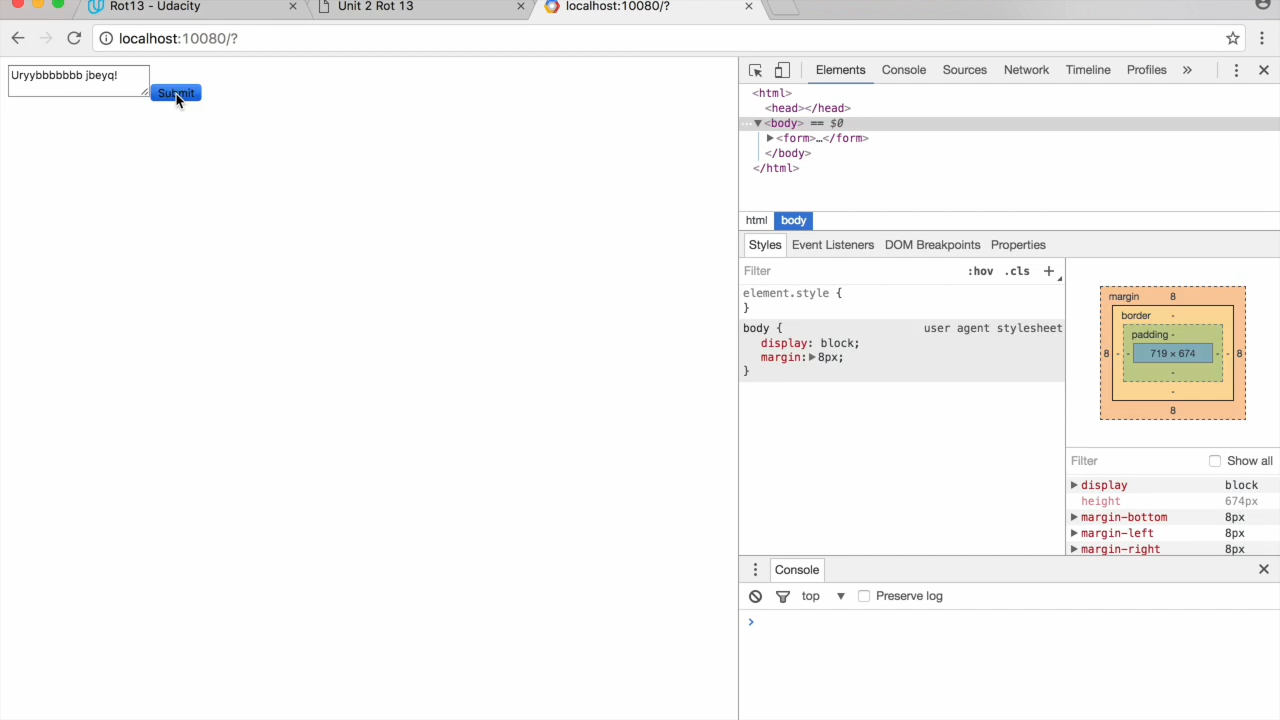 Rot13 - Udacity × Unit 2 Rot 13 × localhost:10080/? ×
localhost:10080/?
Uryybbbbbbb jbeyq!
Submit
Elements Console Sources Network Timeline Profiles »
<html>
<head></head>
... ▼<body> == $0
▶<form>…</form>
</body>
</html>
html body
Styles Event Listeners DOM Breakpoints Properties
Filter :hov .cls +
element.style {
}
body { user agent stylesheet
display: block;
margin:▶8px;
}
margin 8
border -
padding -
8 - - 719 × 674 - - 8
-
-
8
Filter Show all
▶ display block
height 674px
▶ margin-bottom 8px
▶ margin-left 8px
▶ margin-right 8px
Console
top ▼ Preserve log
>